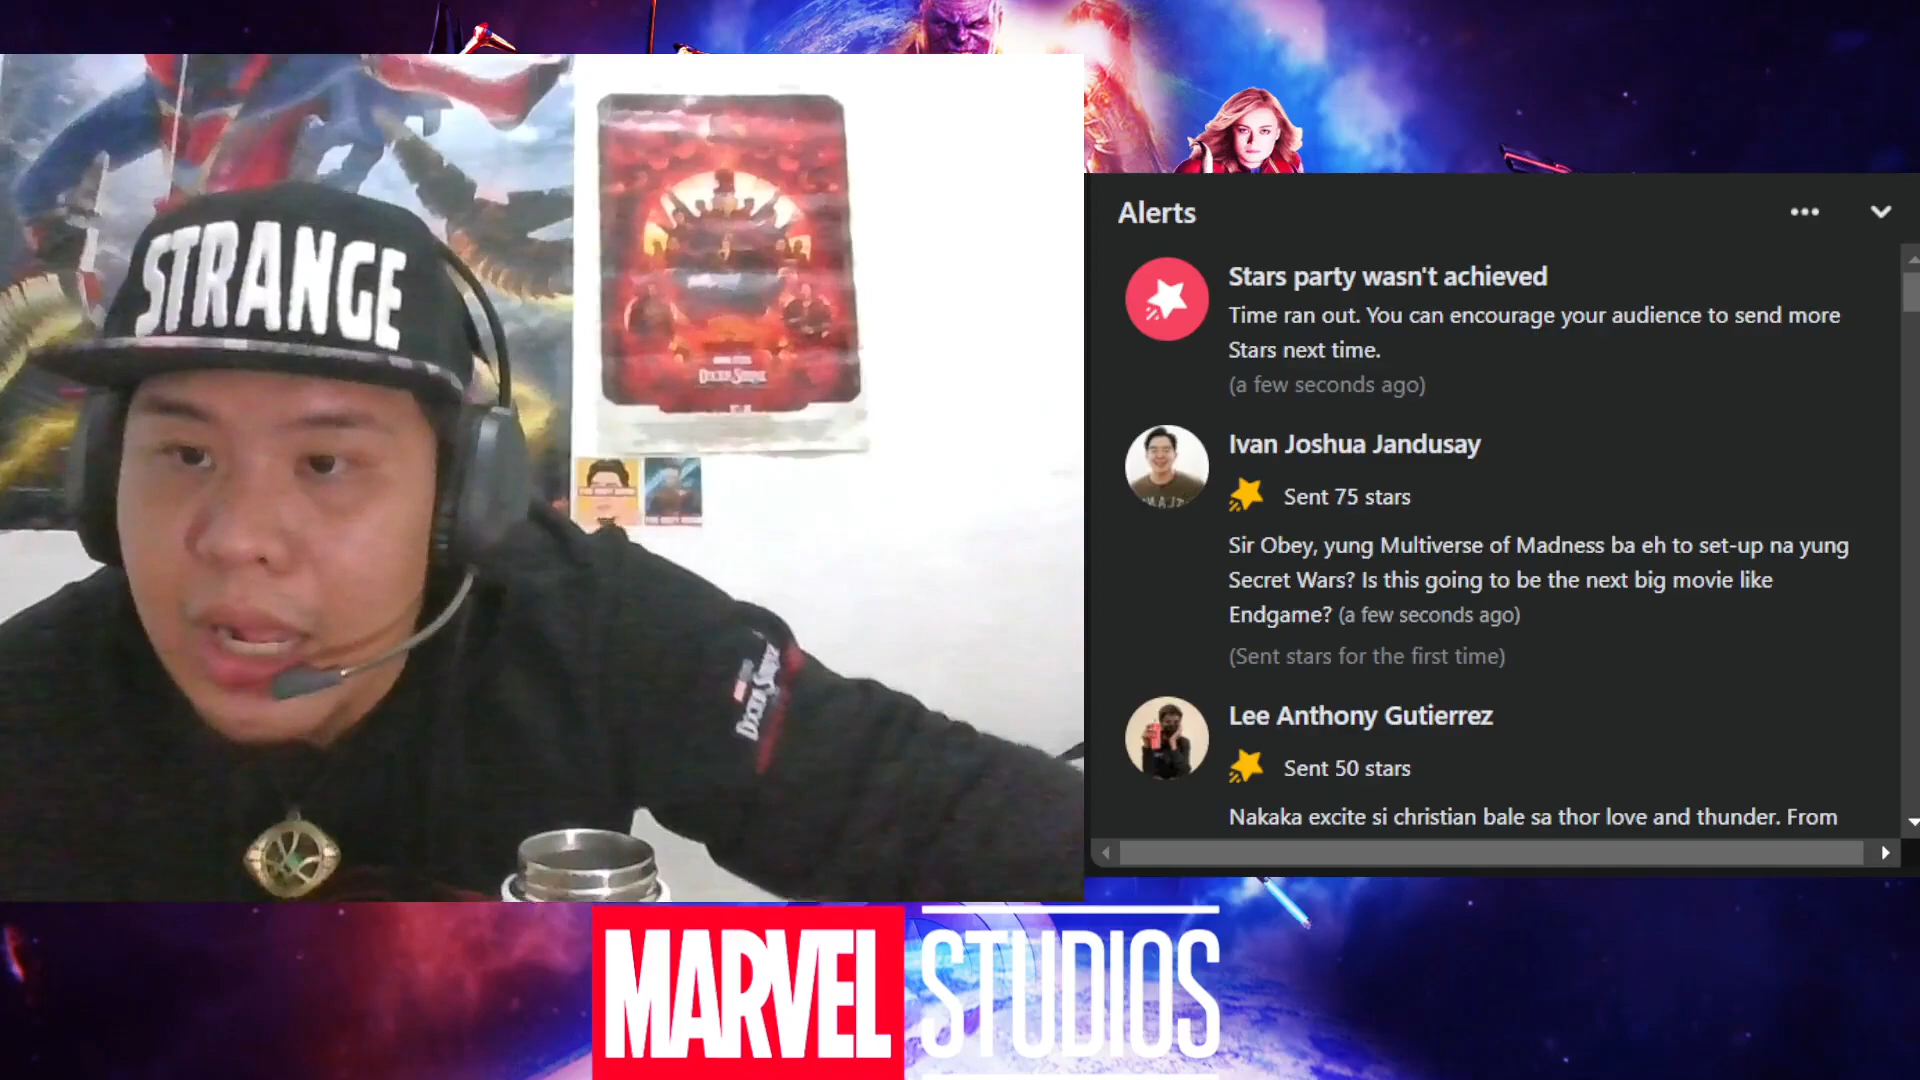 STRANGE
DOCTOR STRANGE
DOCTOR STRANGE
Alerts
Stars party wasn't achieved
Time ran out. You can encourage your audience to send more
Stars next time.
(a few seconds ago)
Ivan Joshua Jandusay
Sent 75 stars
Sir Obey, yung Multiverse of Madness ba eh to set-up na yung
Secret Wars? Is this going to be the next big movie like
Endgame? (a few seconds ago)
(Sent stars for the first time)
Lee Anthony Gutierrez
Sent 50 stars
Nakaka excite si christian bale sa thor love and thunder. From
MARVEL STUDIOS